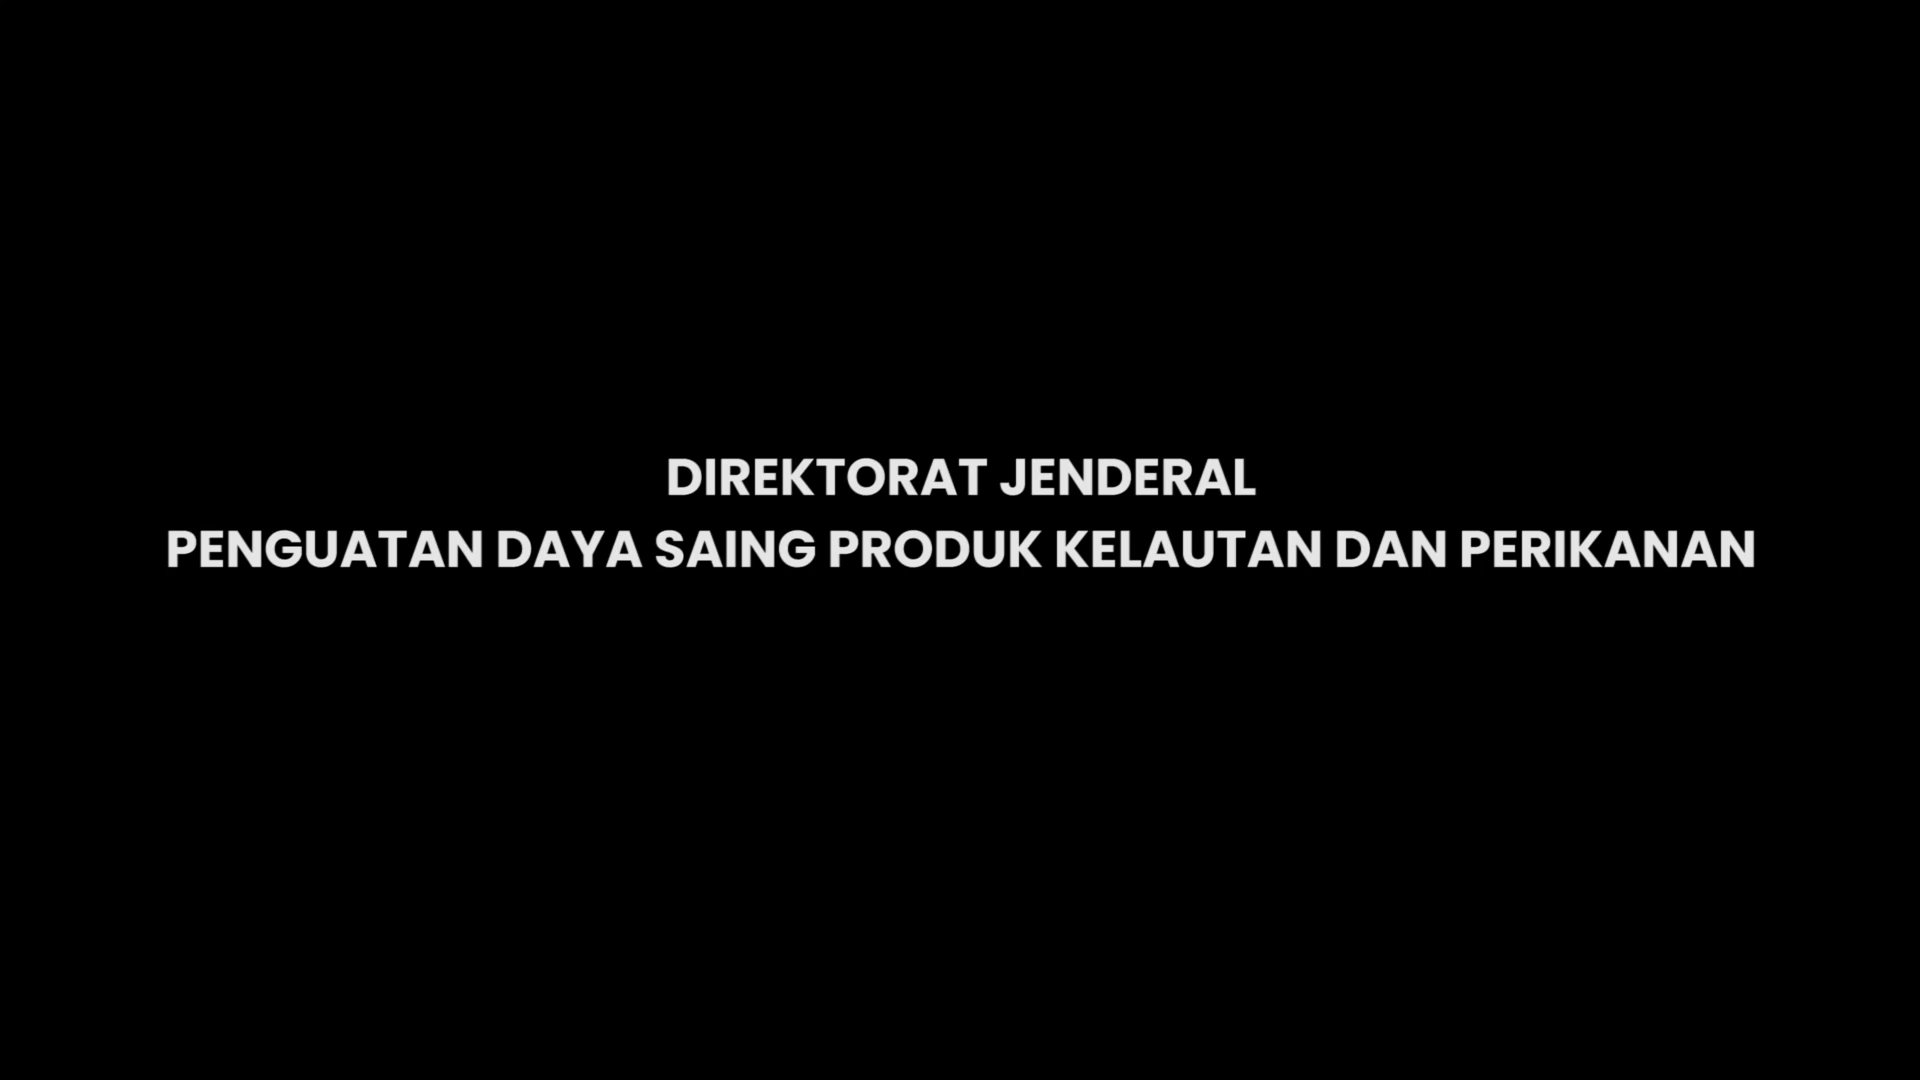 DIREKTORAT JENDERAL
PENGUATAN DAYA SAING PRODUK KELAUTAN DAN PERIKANAN